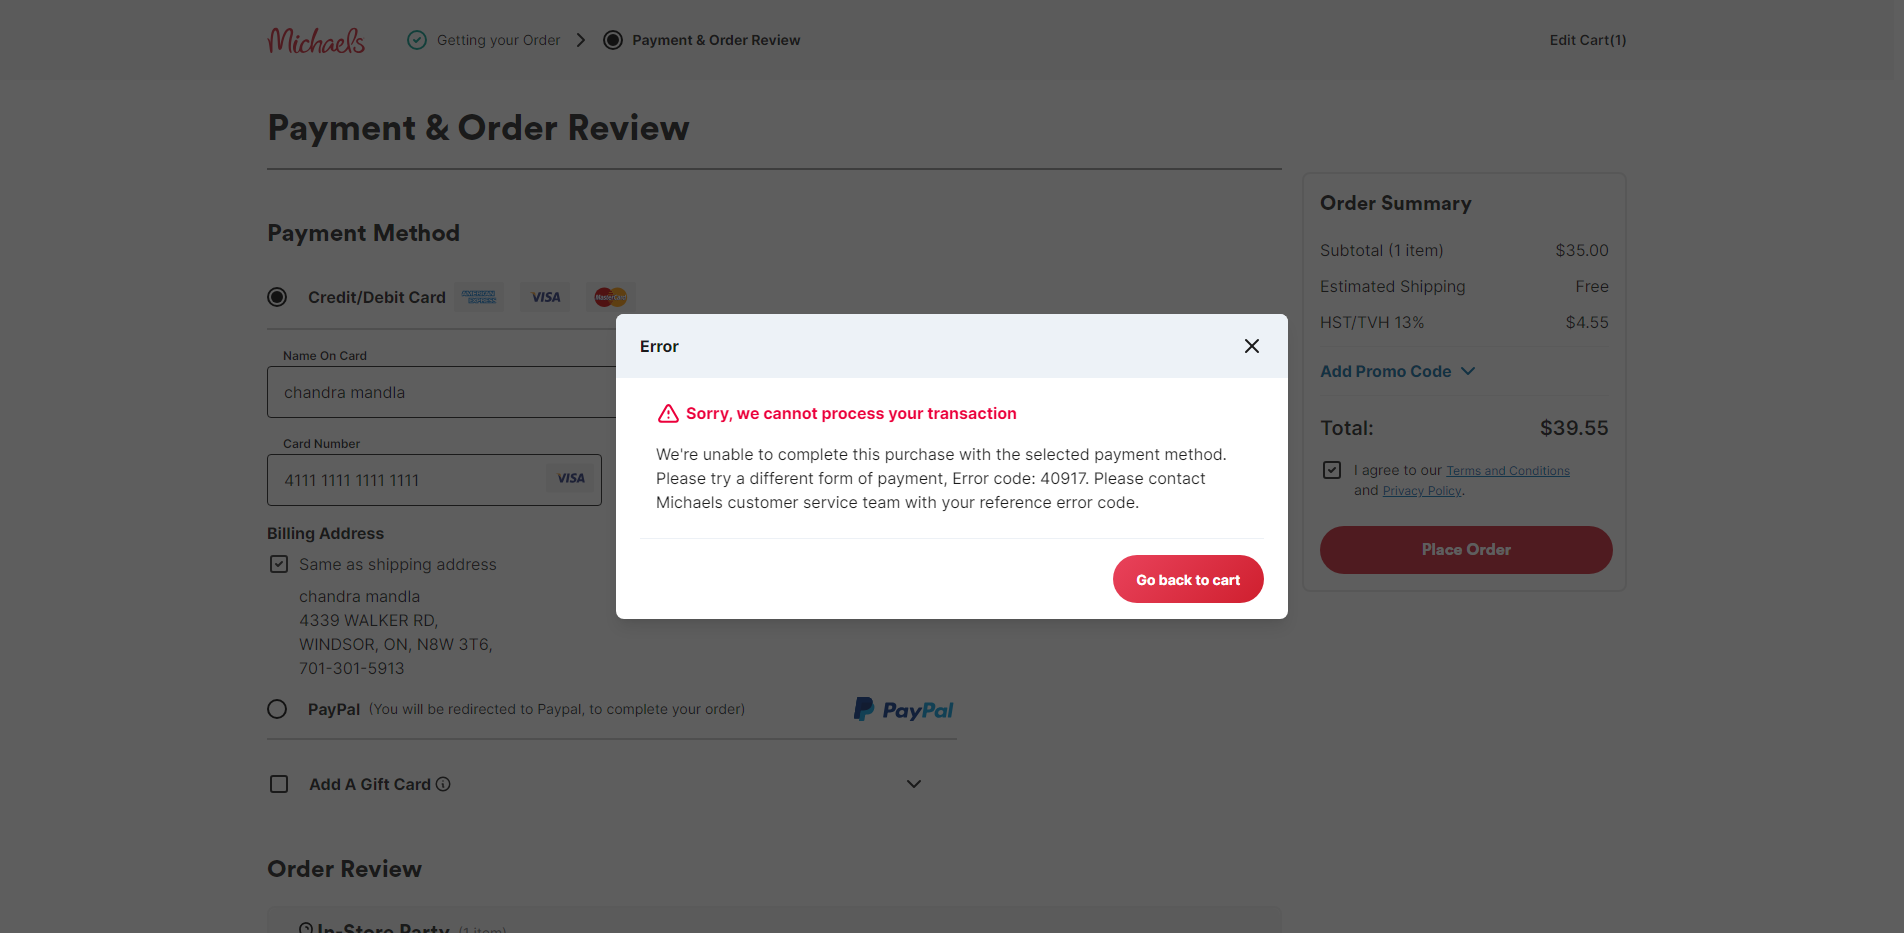 Michaels
Getting your Order
Payment & Order Review
Edit Cart(1)
Payment & Order Review
Payment Method
Credit/Debit Card
AMERICAN EXPRESS
VISA
MasterCard
Name On Card
chandra mandla
Card Number
4111 1111 1111 1111
VISA
Billing Address
Same as shipping address
chandra mandla
4339 WALKER RD,
WINDSOR, ON, N8W 3T6,
701-301-5913
PayPal (You will be redirected to Paypal, to complete your order)
PayPal
Add A Gift Card
Order Review
In-Store Party (1 item)
Error
Sorry, we cannot process your transaction
We're unable to complete this purchase with the selected payment method.
Please try a different form of payment, Error code: 40917. Please contact
Michaels customer service team with your reference error code.
Go back to cart
Order Summary
Subtotal (1 item) $35.00
Estimated Shipping Free
HST/TVH 13% $4.55
Add Promo Code
Total: $39.55
I agree to our Terms and Conditions
and Privacy Policy.
Place Order